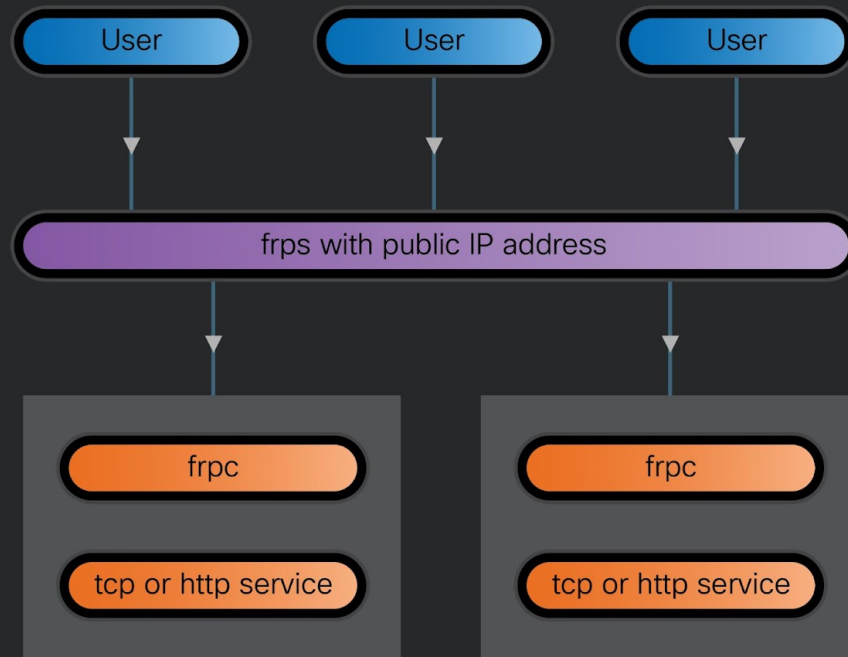 User
User
User
frps with public IP address
frpc
frpc
tcp or http service
tcp or http service